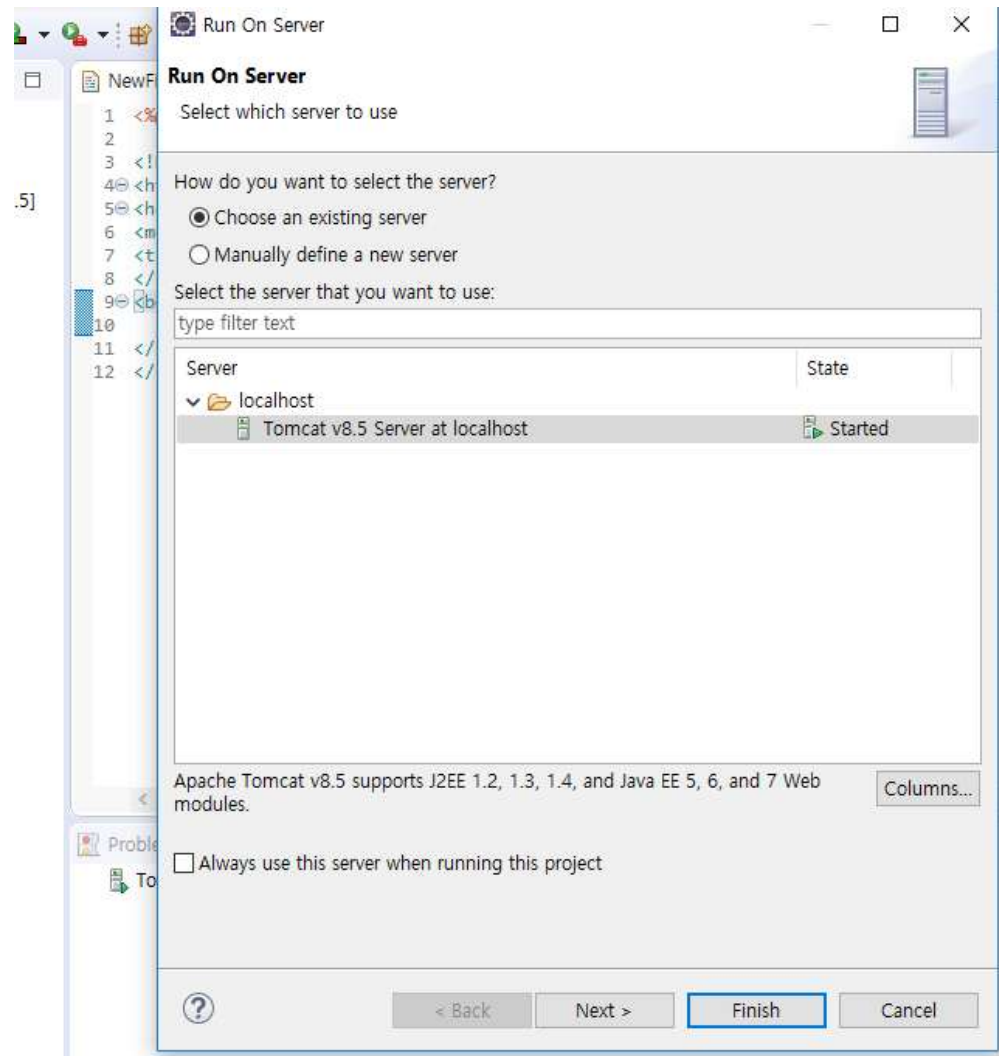 Run On Server
Run On Server
Select which server to use
How do you want to select the server?
Choose an existing server
Manually define a new server
Select the server that you want to use:
type filter text
Server State
localhost
Tomcat v8.5 Server at localhost Started
Apache Tomcat v8.5 supports J2EE 1.2, 1.3, 1.4, and Java EE 5, 6, and 7 Web
modules.
Columns...
Always use this server when running this project
< Back Next > Finish Cancel
.5]
NewFi
1 <%
2
3 <!
4 <h
5 <h
6 <m
7 <t
8 </
9 <b
10
11 </
12 </
Proble
To